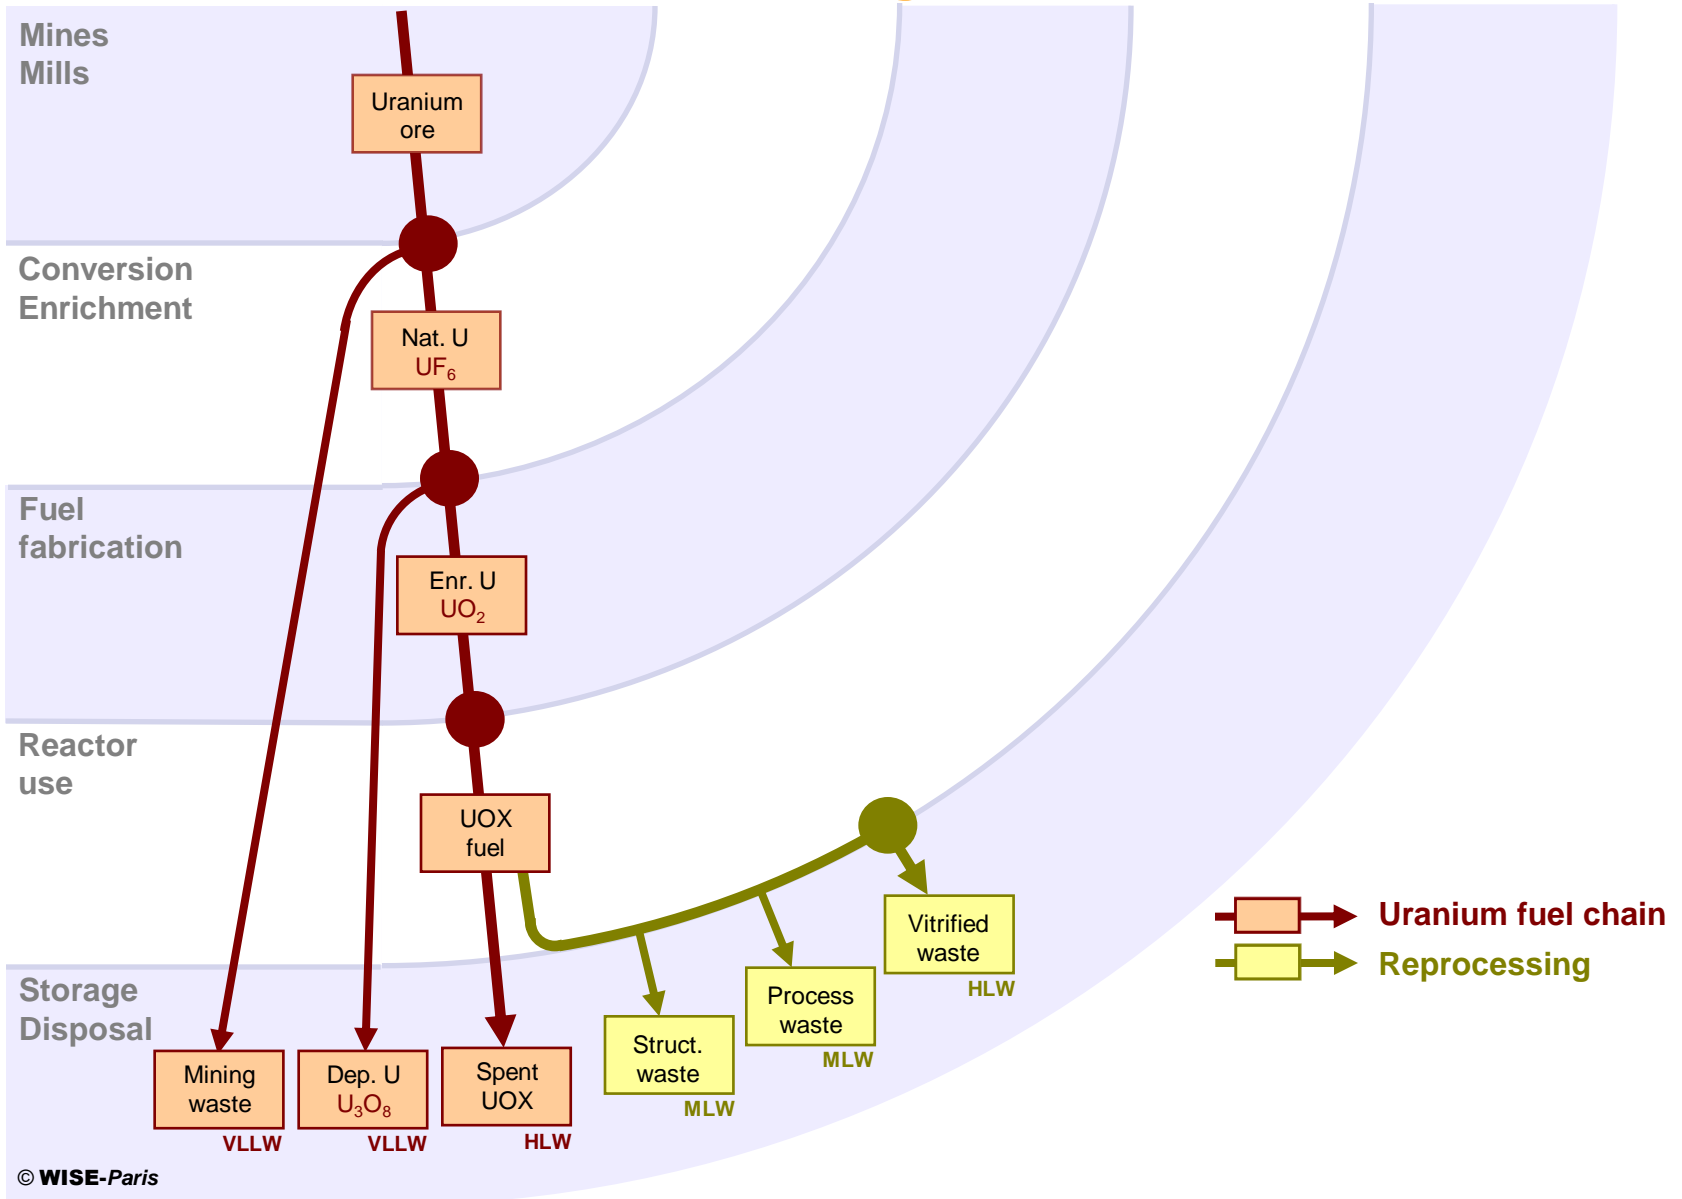 Mines
Mills
Uranium
ore
Conversion
Enrichment
Nat. U
UF₆
Fuel
fabrication
Enr. U
UO₂
Reactor
use
UOX
fuel
Vitrified
waste
HLW
Uranium fuel chain
Reprocessing
Storage
Disposal
Process
waste
MLW
Struct.
waste
MLW
Mining
waste
VLLW
Dep. U
U₃O₈
VLLW
Spent
UOX
HLW
© WISE-Paris